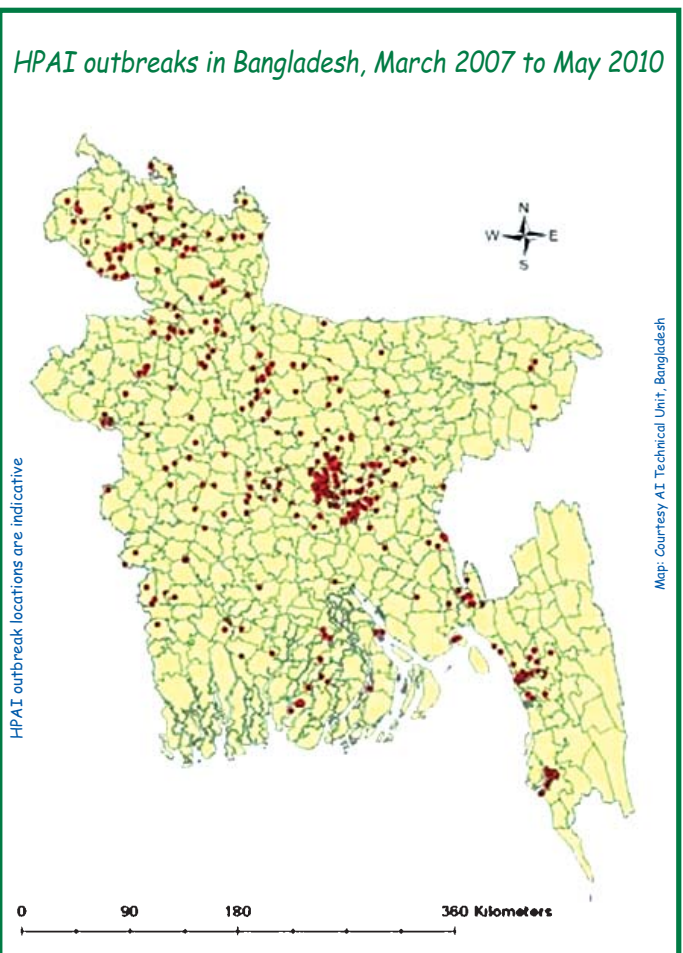 HPAI outbreaks in Bangladesh, March 2007 to May 2010
N
W E
S
HPAI outbreak locations are indicative
Map: Courtesy AI Technical Unit, Bangladesh
0 90 180 360 Kilometers